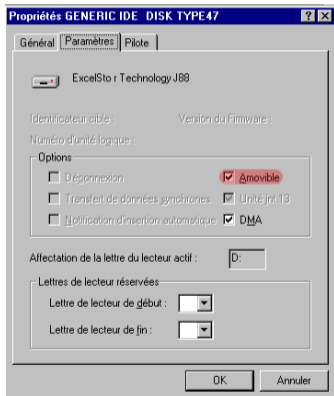 Propriétés GENERIC IDE DISK TYPE47
Général Paramètres Pilote
ExcelSto r Technology J88
Identificateur cible : Version du Firmware :
Numéro d'unité logique :
Options
Déconnexion Amovible
Transfert de données synchrones Unité int 13
Notification d'insertion automatique DMA
Affectation de la lettre du lecteur actif : D:
Lettres de lecteur réservées
Lettre de lecteur de début :
Lettre de lecteur de fin :
OK Annuler